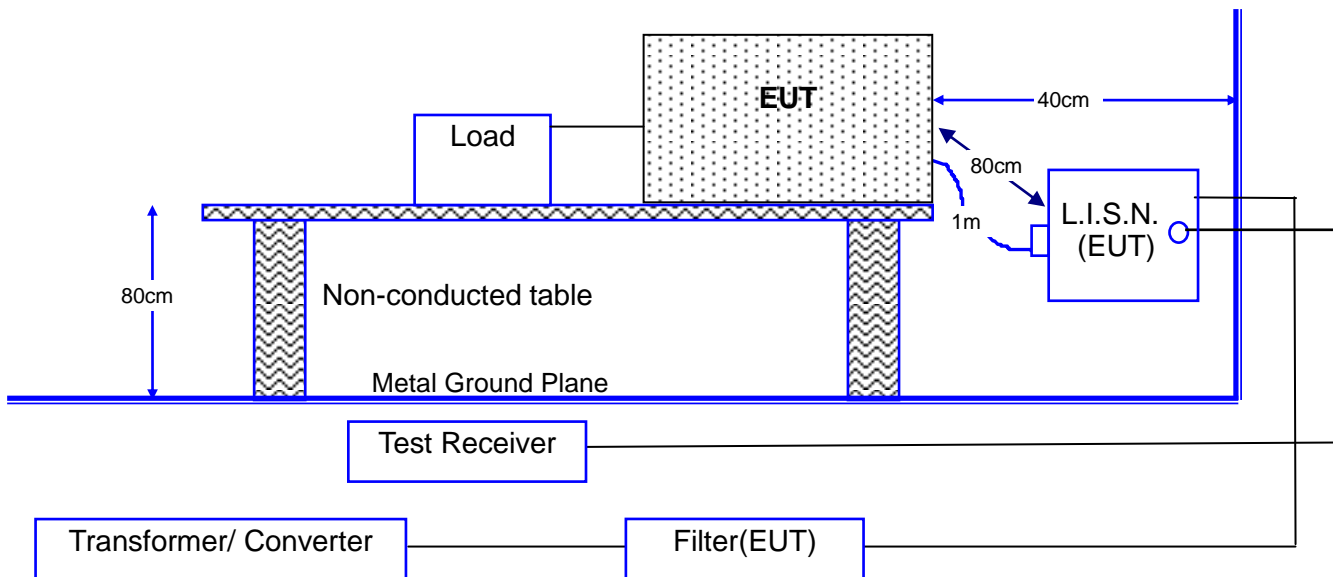 EUT
40cm
Load
80cm
L.I.S.N.
(EUT)
1m
80cm
Non-conducted table
Metal Ground Plane
Test Receiver
Transformer/ Converter
Filter(EUT)